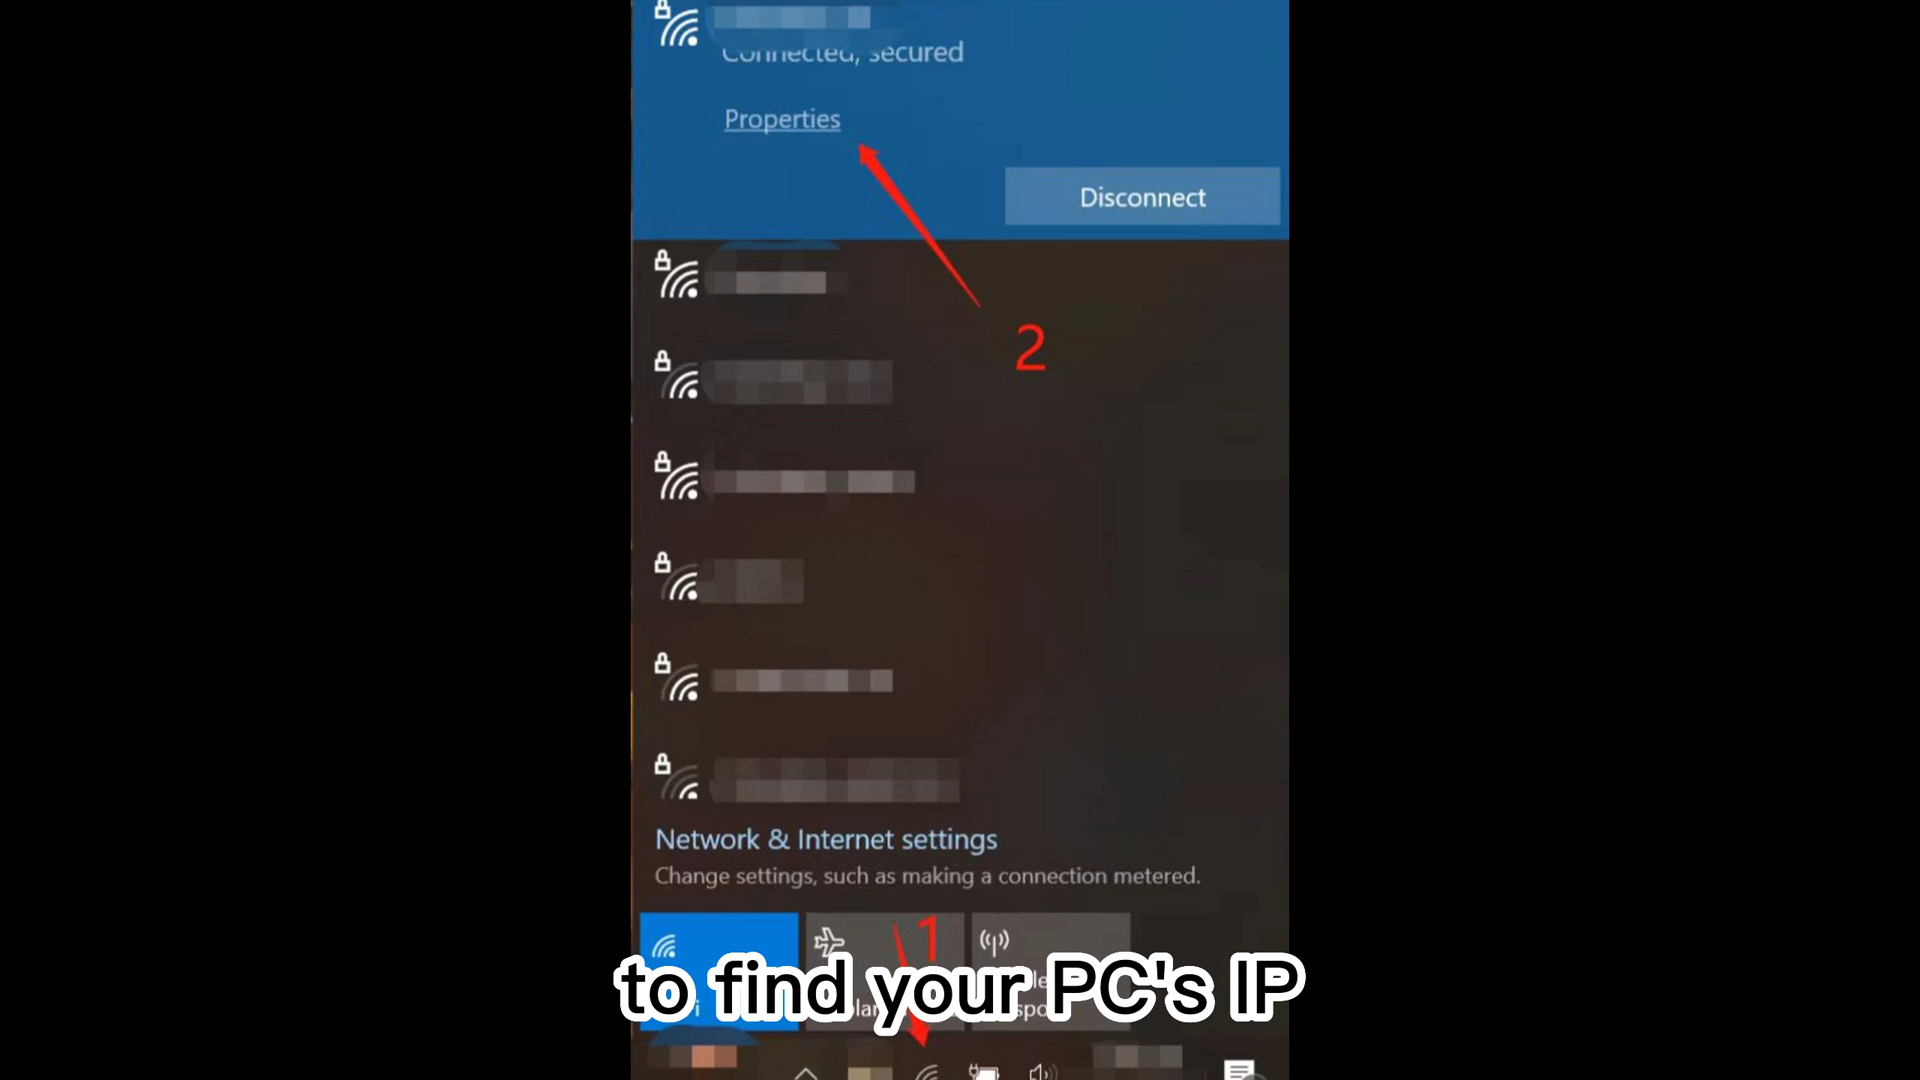 Connected, secured
Properties
Disconnect
2
Network & Internet settings
Change settings, such as making a connection metered.
1
to find your PC's IP